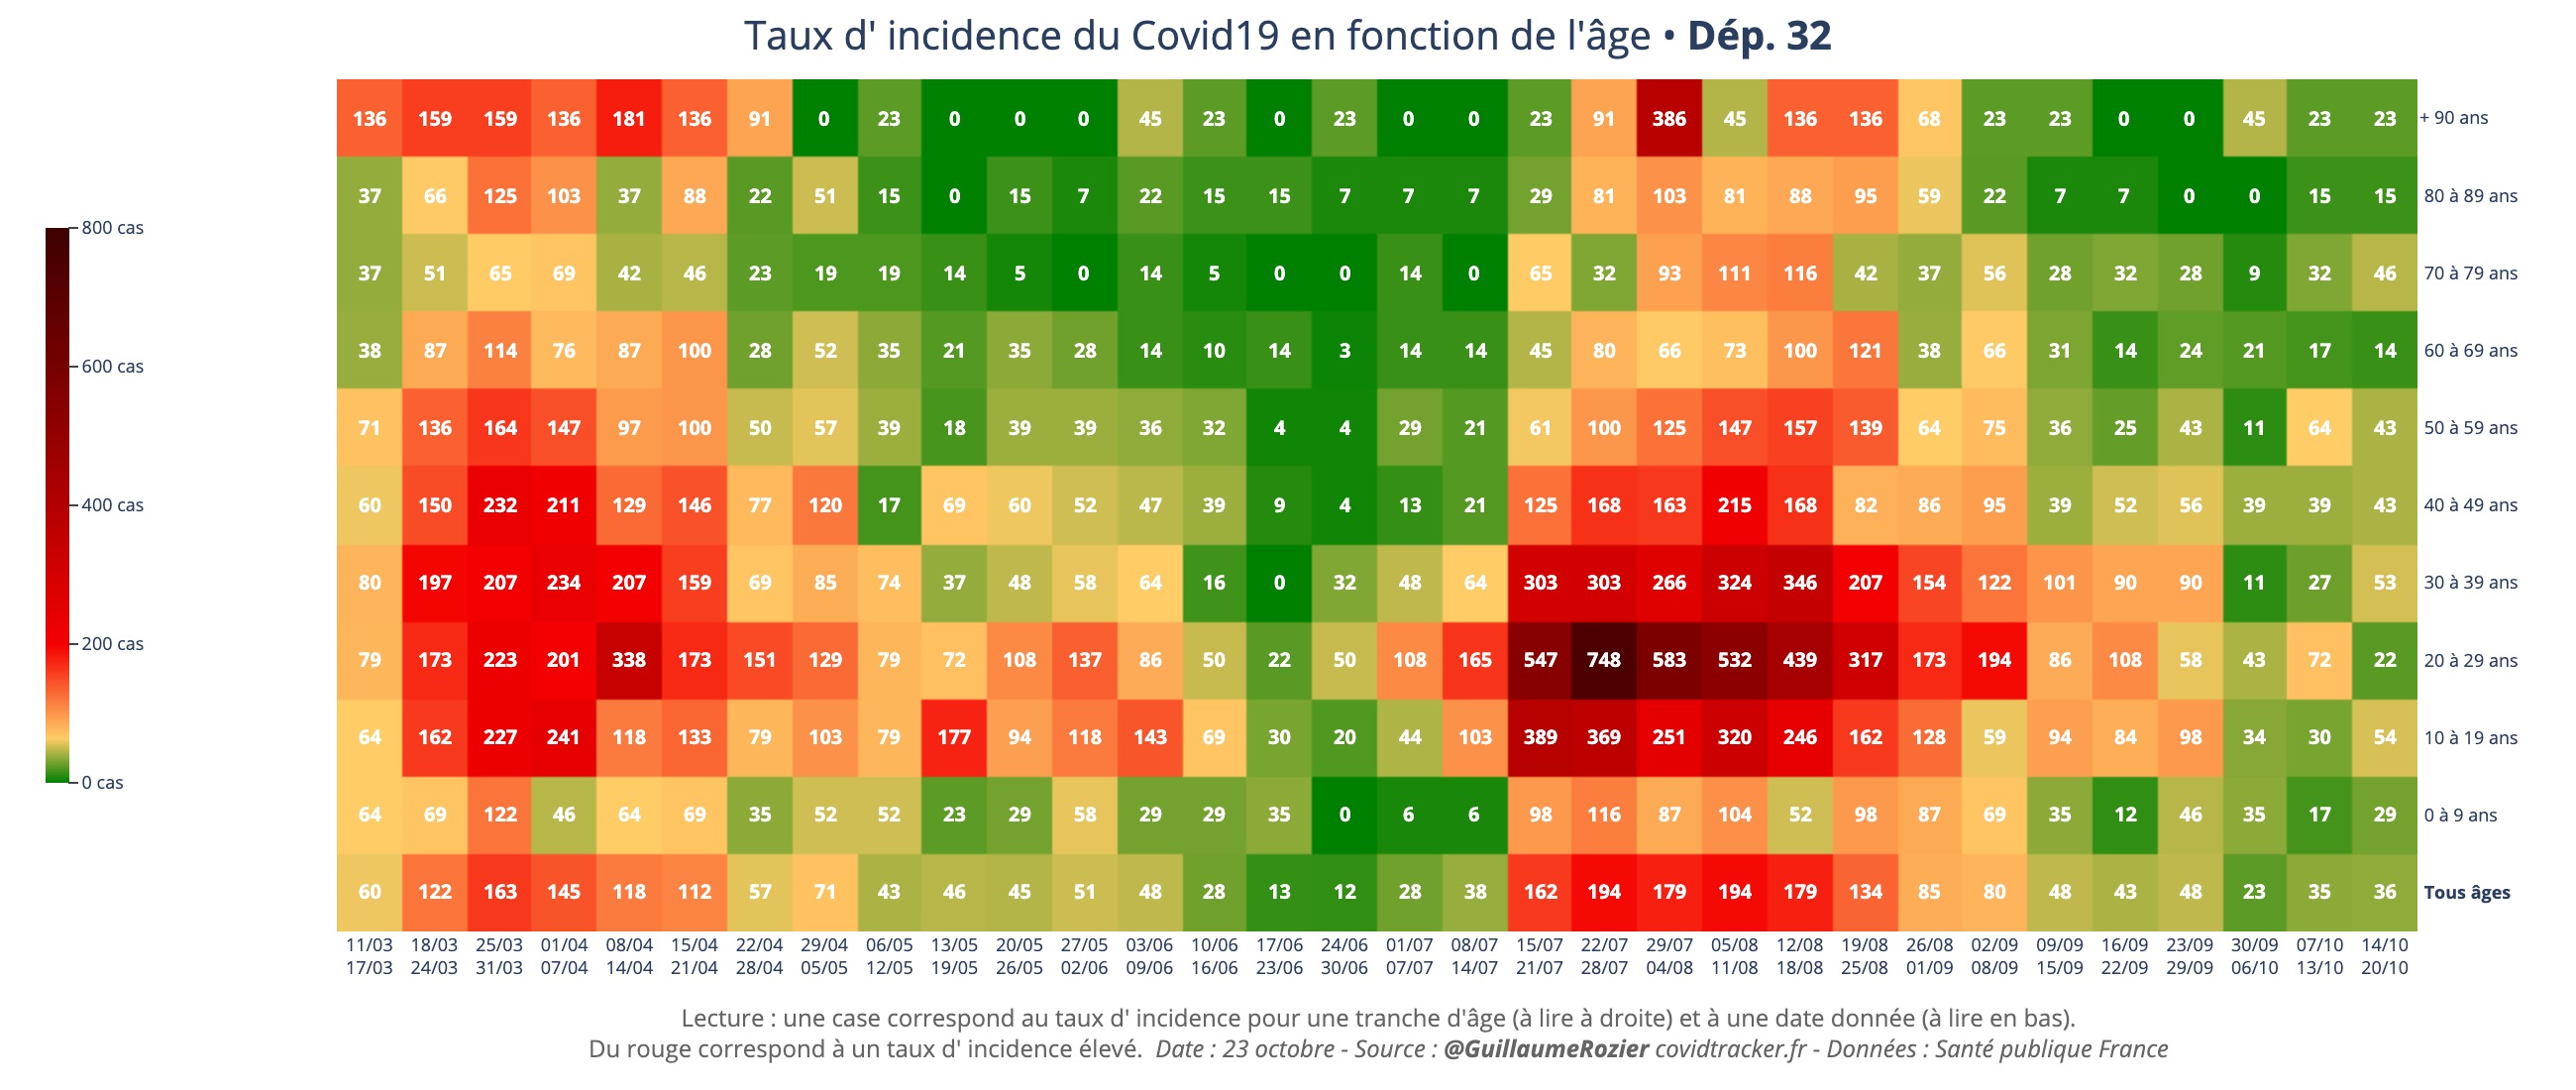 Taux d' incidence du Covid19 en fonction de l'âge • Dép. 32
136 159 159 136 181 136 91 0 23 0 0 0 45 23 0 23 0 0 23 91 386 45 136 136 68 23 23 0 0 45 23 23 + 90 ans
37 66 125 103 37 88 22 51 15 0 15 7 22 15 15 7 7 7 29 81 103 81 88 95 59 22 7 7 0 0 15 15 80 à 89 ans
800 cas
37 51 65 69 42 46 23 19 19 14 5 0 14 5 0 0 14 0 65 32 93 111 116 42 37 56 28 32 28 9 32 46 70 à 79 ans
38 87 114 76 87 100 28 52 35 21 35 28 14 10 14 3 14 14 45 80 66 73 100 121 38 66 31 14 24 21 17 14 60 à 69 ans
600 cas
71 136 164 147 97 100 50 57 39 18 39 39 36 32 4 4 29 21 61 100 125 147 157 139 64 75 36 25 43 11 64 43 50 à 59 ans
400 cas
60 150 232 211 129 146 77 120 17 69 60 52 47 39 9 4 13 21 125 168 163 215 168 82 86 95 39 52 56 39 39 43 40 à 49 ans
80 197 207 234 207 159 69 85 74 37 48 58 64 16 0 32 48 64 303 303 266 324 346 207 154 122 101 90 90 11 27 53 30 à 39 ans
200 cas
79 173 223 201 338 173 151 129 79 72 108 137 86 50 22 50 108 165 547 748 583 532 439 317 173 194 86 108 58 43 72 22 20 à 29 ans
64 162 227 241 118 133 79 103 79 177 94 118 143 69 30 20 44 103 389 369 251 320 246 162 128 59 94 84 98 34 30 54 10 à 19 ans
0 cas
64 69 122 46 64 69 35 52 52 23 29 58 29 29 35 0 6 6 98 116 87 104 52 98 87 69 35 12 46 35 17 29 0 à 9 ans
60 122 163 145 118 112 57 71 43 46 45 51 48 28 13 12 28 38 162 194 179 194 179 134 85 80 48 43 48 23 35 36 Tous âges
11/03 18/03 25/03 01/04 08/04 15/04 22/04 29/04 06/05 13/05 20/05 27/05 03/06 10/06 17/06 24/06 01/07 08/07 15/07 22/07 29/07 05/08 12/08 19/08 26/08 02/09 09/09 16/09 23/09 30/09 07/10 14/10
17/03 24/03 31/03 07/04 14/04 21/04 28/04 05/05 12/05 19/05 26/05 02/06 09/06 16/06 23/06 30/06 07/07 14/07 21/07 28/07 04/08 11/08 18/08 25/08 01/09 08/09 15/09 22/09 29/09 06/10 13/10 20/10
Lecture : une case correspond au taux d' incidence pour une tranche d'âge (à lire à droite) et à une date donnée (à lire en bas).
Du rouge correspond à un taux d' incidence élevé. Date : 23 octobre - Source : @GuillaumeRozier covidtracker.fr - Données : Santé publique France